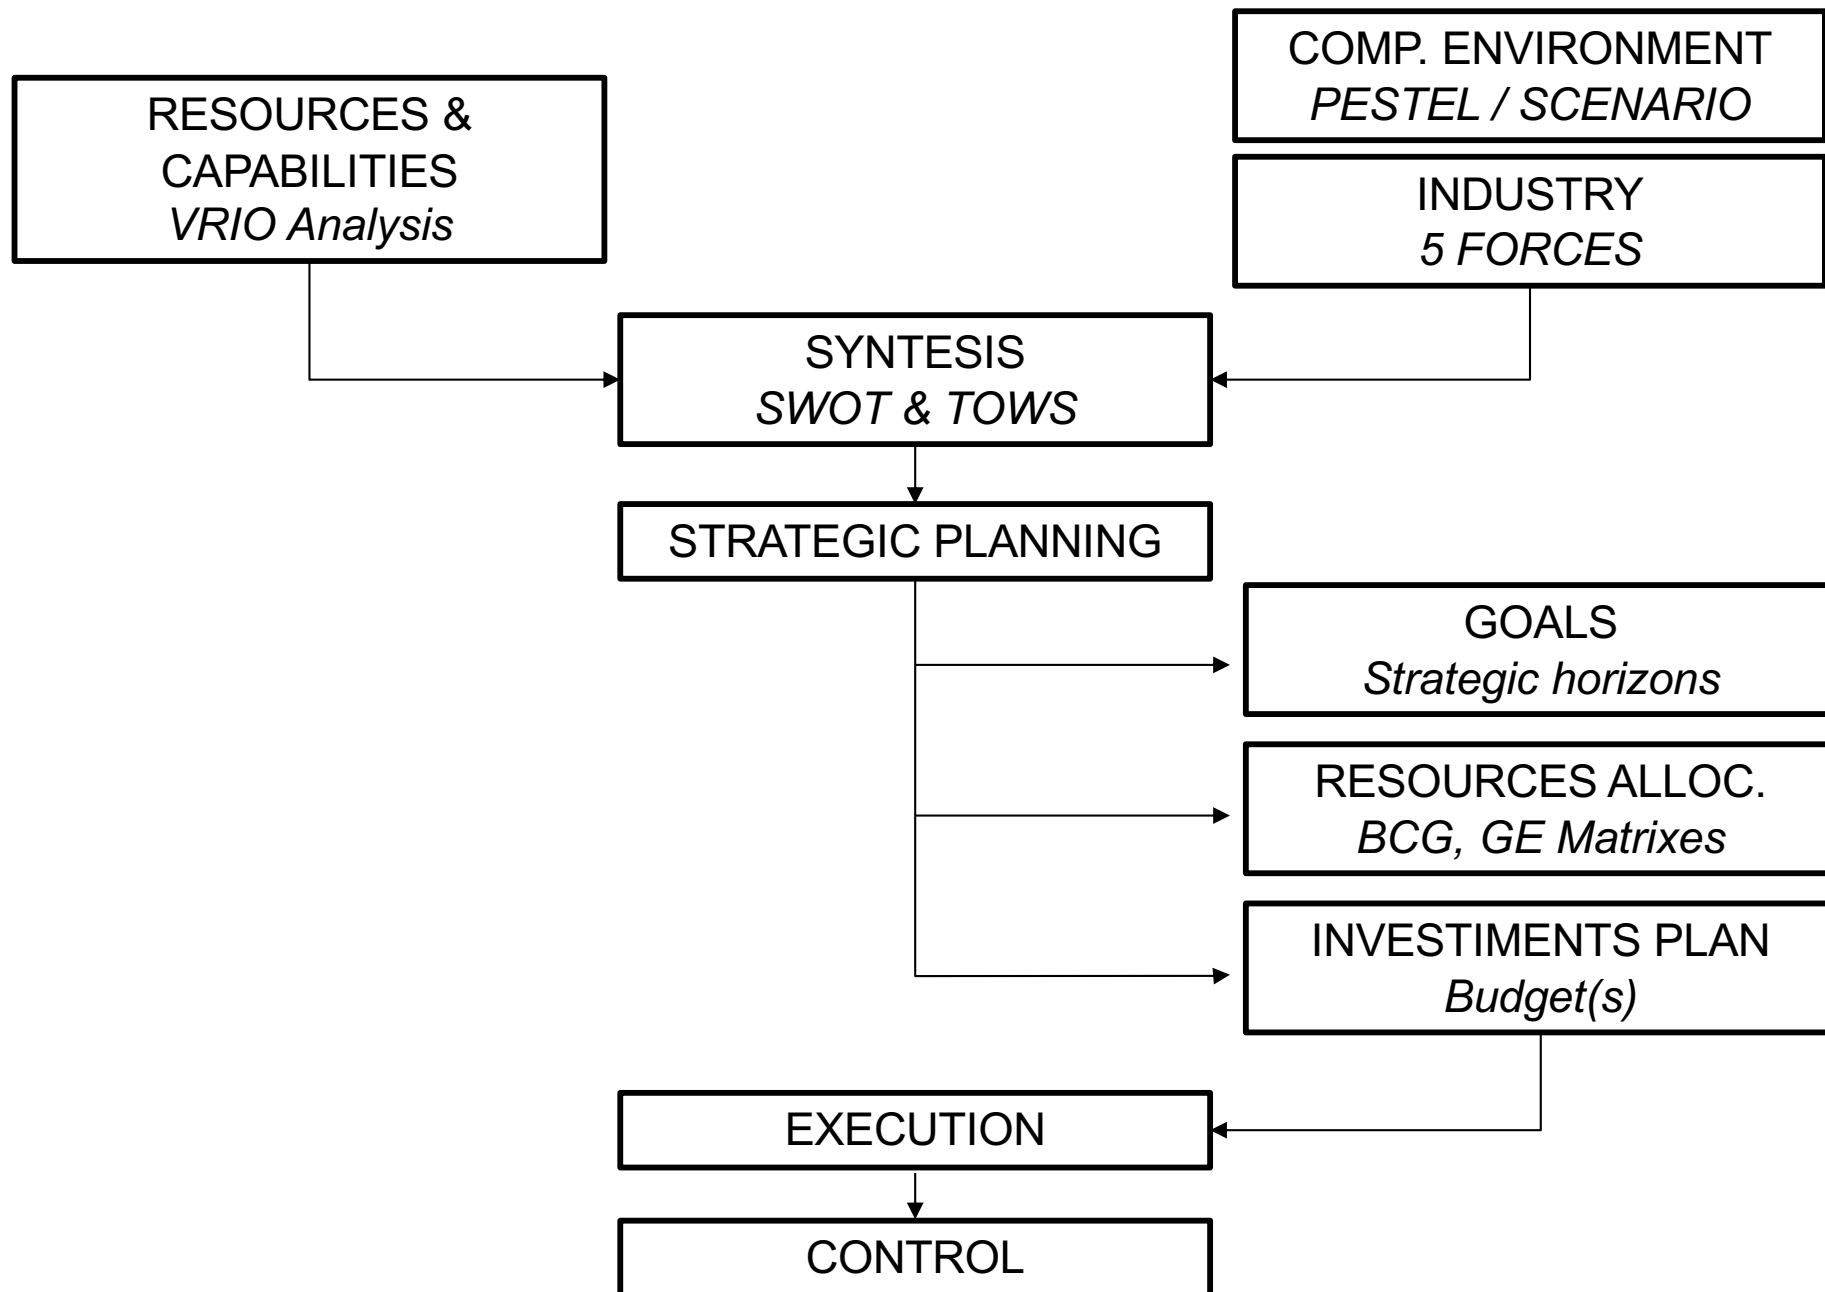 COMP. ENVIRONMENT
PESTEL / SCENARIO
RESOURCES &
CAPABILITIES
VRIO Analysis
INDUSTRY
5 FORCES
SYNTESIS
SWOT & TOWS
STRATEGIC PLANNING
GOALS
Strategic horizons
RESOURCES ALLOC.
BCG, GE Matrixes
INVESTIMENTS PLAN
Budget(s)
EXECUTION
CONTROL